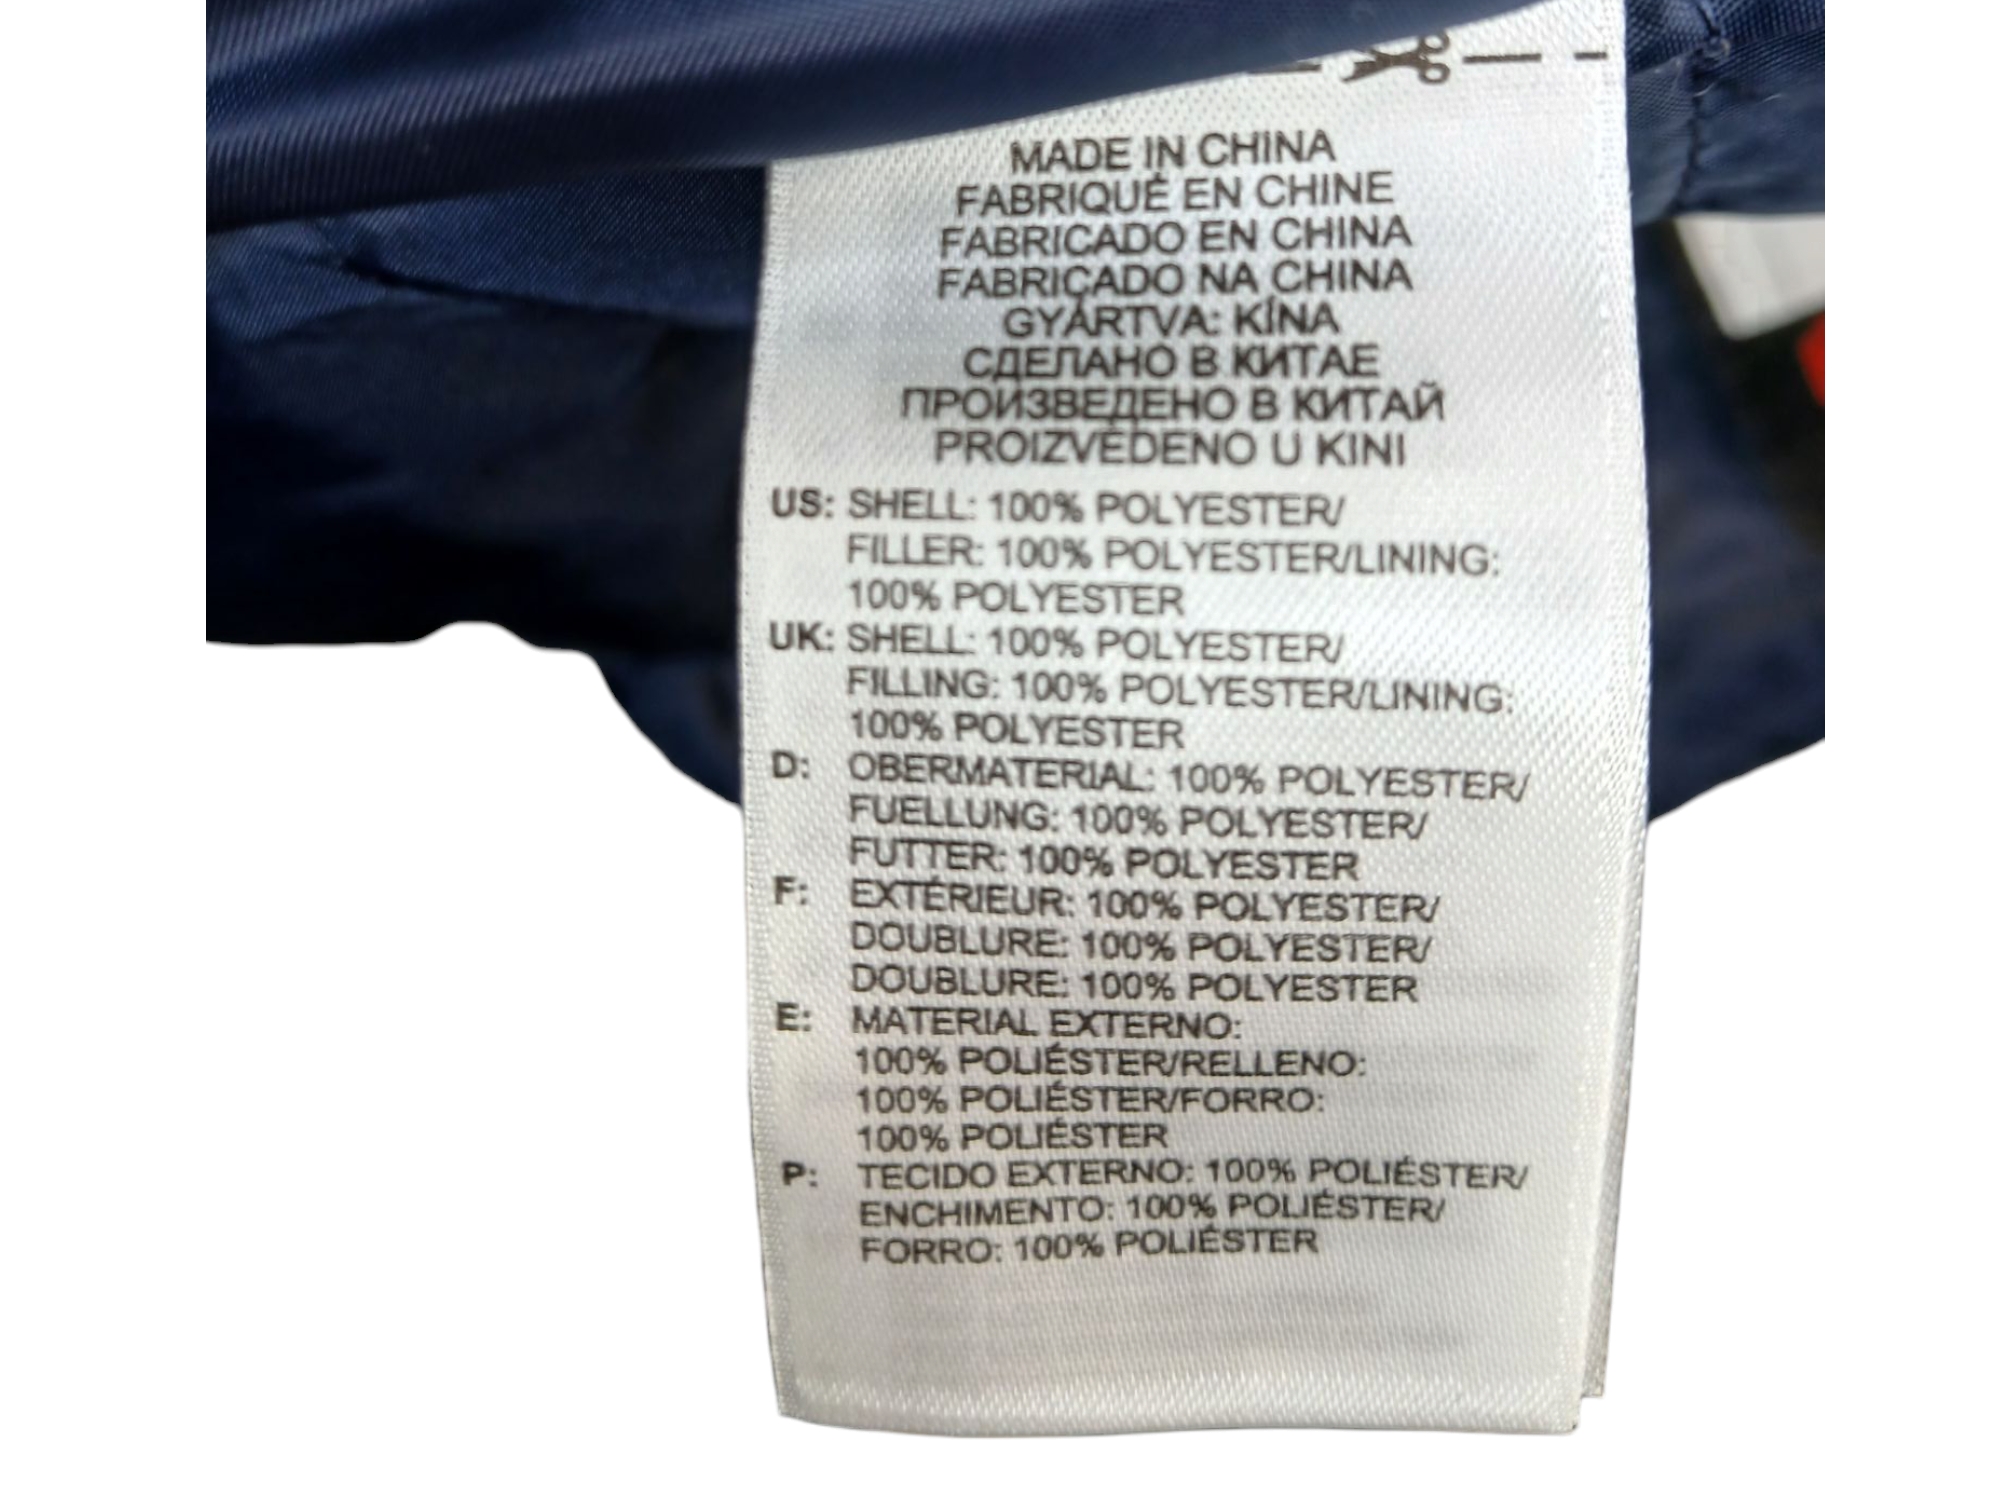 MADE IN CHINA
FABRIQUÉ EN CHINE
FABRICADO EN CHINA
FABRICADO NA CHINA
GYÁRTVA: KÍNA
СДЕЛАНО В КИТАЕ
ПРОИЗВЕДЕНО В КИТАЙ
PROIZVEDENO U KINI
US: SHELL: 100% POLYESTER/
FILLER: 100% POLYESTER/LINING:
100% POLYESTER
UK: SHELL: 100% POLYESTER/
FILLING: 100% POLYESTER/LINING:
100% POLYESTER
D: OBERMATERIAL: 100% POLYESTER/
FUELLUNG: 100% POLYESTER/
FUTTER: 100% POLYESTER
F: EXTÉRIEUR: 100% POLYESTER/
DOUBLURE: 100% POLYESTER/
DOUBLURE: 100% POLYESTER
E: MATERIAL EXTERNO:
100% POLIÉSTER/RELLENO:
100% POLIÉSTER/FORRO:
100% POLIÉSTER
P: TECIDO EXTERNO: 100% POLIÉSTER/
ENCHIMENTO: 100% POLIÉSTER/
FORRO: 100% POLIÉSTER